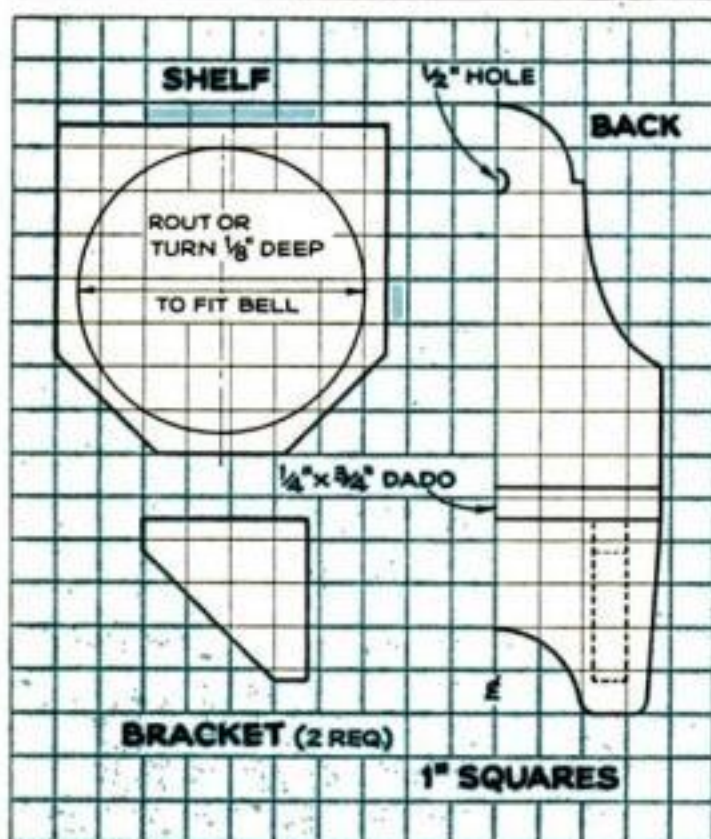 SHELF
1/2" HOLE
BACK
ROUT OR
TURN 1/8" DEEP
TO FIT BELL
1/4" x 3/4" DADO
BRACKET (2 REQ)
1" SQUARES